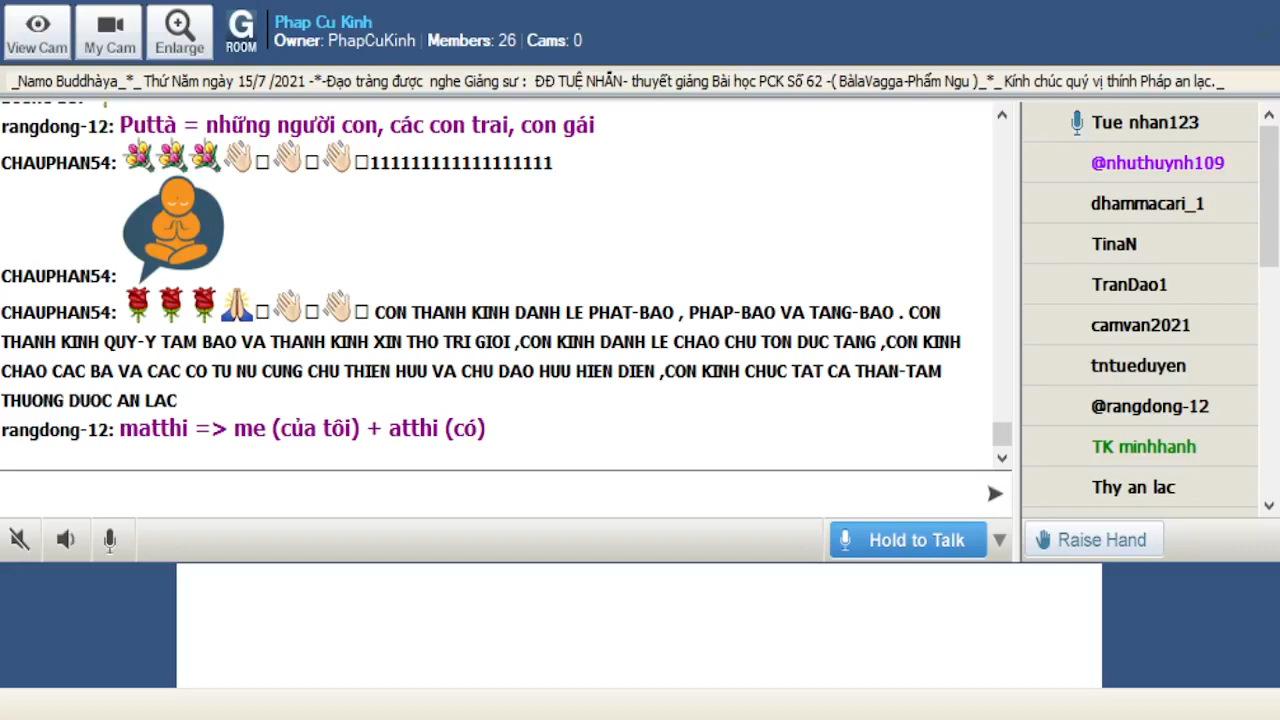 View Cam
My Cam
Enlarge
G
ROOM
Phap Cu Kinh
Owner: PhapCuKinh | Members: 26 | Cams: 0
_Namo Buddhàya_*_ Thứ Năm ngày 15/7 /2021 -*-Đạo tràng được nghe Giảng sư : ĐĐ TUỆ NHẪN- thuyết giảng Bài học PCK Số 62 -( BàlaVagga-Phẩm Ngu )_*_ Kính chúc quý vị thính Pháp an lạc._
rangdong-12: Puttà = những người con, các con trai, con gái
CHAUPHAN54: 1111111111111111111
CHAUPHAN54:
CHAUPHAN54: CON THANH KINH DANH LE PHAT-BAO , PHAP-BAO VA TANG-BAO . CON
THANH KINH QUY-Y TAM BAO VA THANH KINH XIN THO TRI GIOI ,CON KINH DANH LE CHAO CHU TON DUC TANG ,CON KINH
CHAO CAC BA VA CAC CO TU NU CUNG CHU THIEN HUU VA CHU DAO HUU HIEN DIEN ,CON KINH CHUC TAT CA THAN-TAM
THUONG DUOC AN LAC
rangdong-12: matthi => me (của tôi) + atthi (có)
Tue nhan123
@nhuthuynh109
dhammacari_1
TinaN
TranDao1
camvan2021
tntueduyen
@rangdong-12
TK minhhanh
Thy an lac
Hold to Talk
Raise Hand